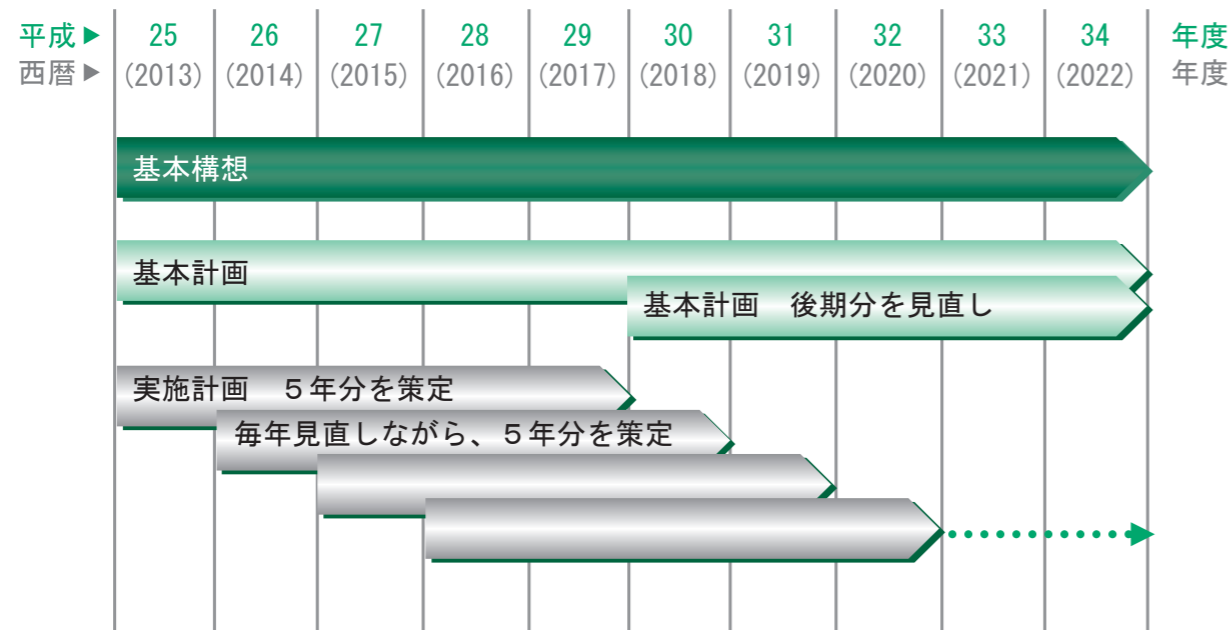 平成▶ 25 26 27 28 29 30 31 32 33 34 年度
西暦▶ (2013) (2014) (2015) (2016) (2017) (2018) (2019) (2020) (2021) (2022) 年度
基本構想
基本計画
基本計画　後期分を見直し
実施計画　５年分を策定
毎年見直しながら、５年分を策定